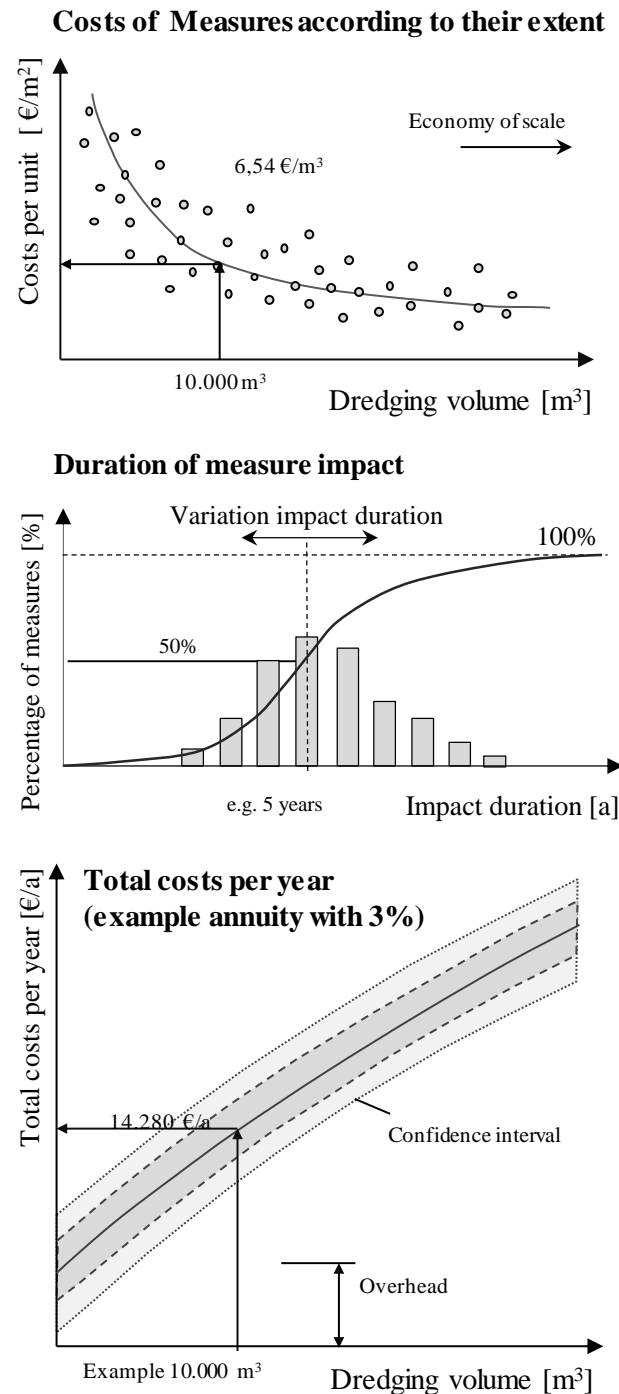 Costs of Measures according to their extent
Costs per unit [ €/m²]
Economy of scale
6,54 €/m³
10.000 m³
Dredging volume [m³]
Duration of measure impact
Percentage of measures [%]
Variation impact duration
100%
50%
e.g. 5 years
Impact duration [a]
Total costs per year [€/a]
Total costs per year
(example annuity with 3%)
14.280 €/a
Confidence interval
Overhead
Example 10.000 m³
Dredging volume [m³]